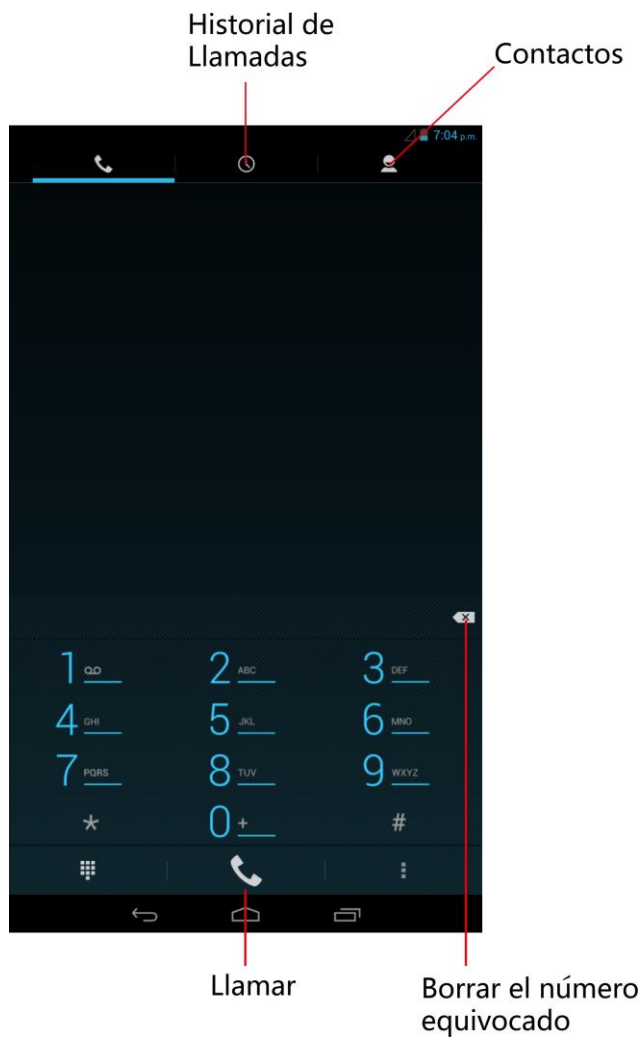 Historial de
Llamadas
Contactos
7:04 p.m.
1
2 ABC
3 DEF
4 GHI
5 JKL
6 MNO
7 PQRS
8 TUV
9 WXYZ
*
0 +
#
Llamar
Borrar el número
equivocado